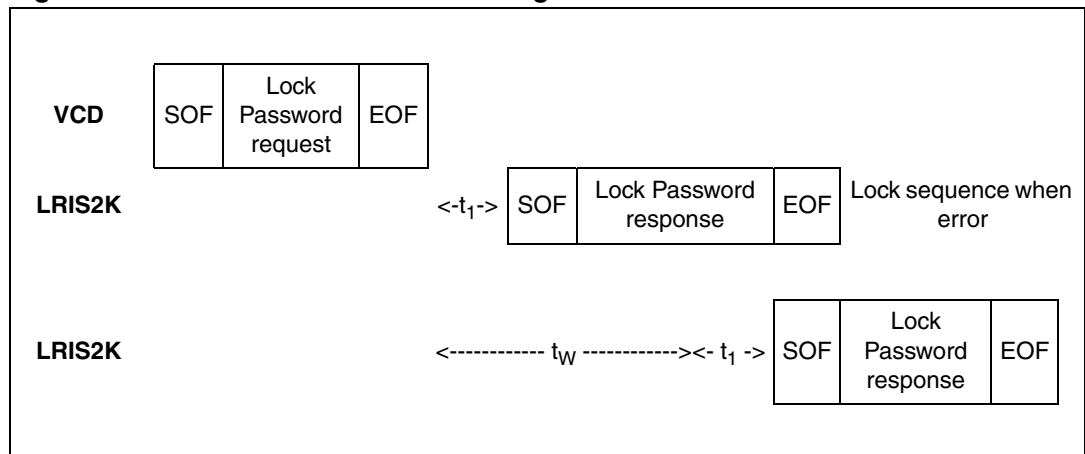 VCD
SOF
Lock
Password
request
EOF
LRIS2K
<-t1->
SOF
Lock Password
response
EOF
Lock sequence when
error
LRIS2K
<------------ tW ------------><- t1 ->
SOF
Lock
Password
response
EOF